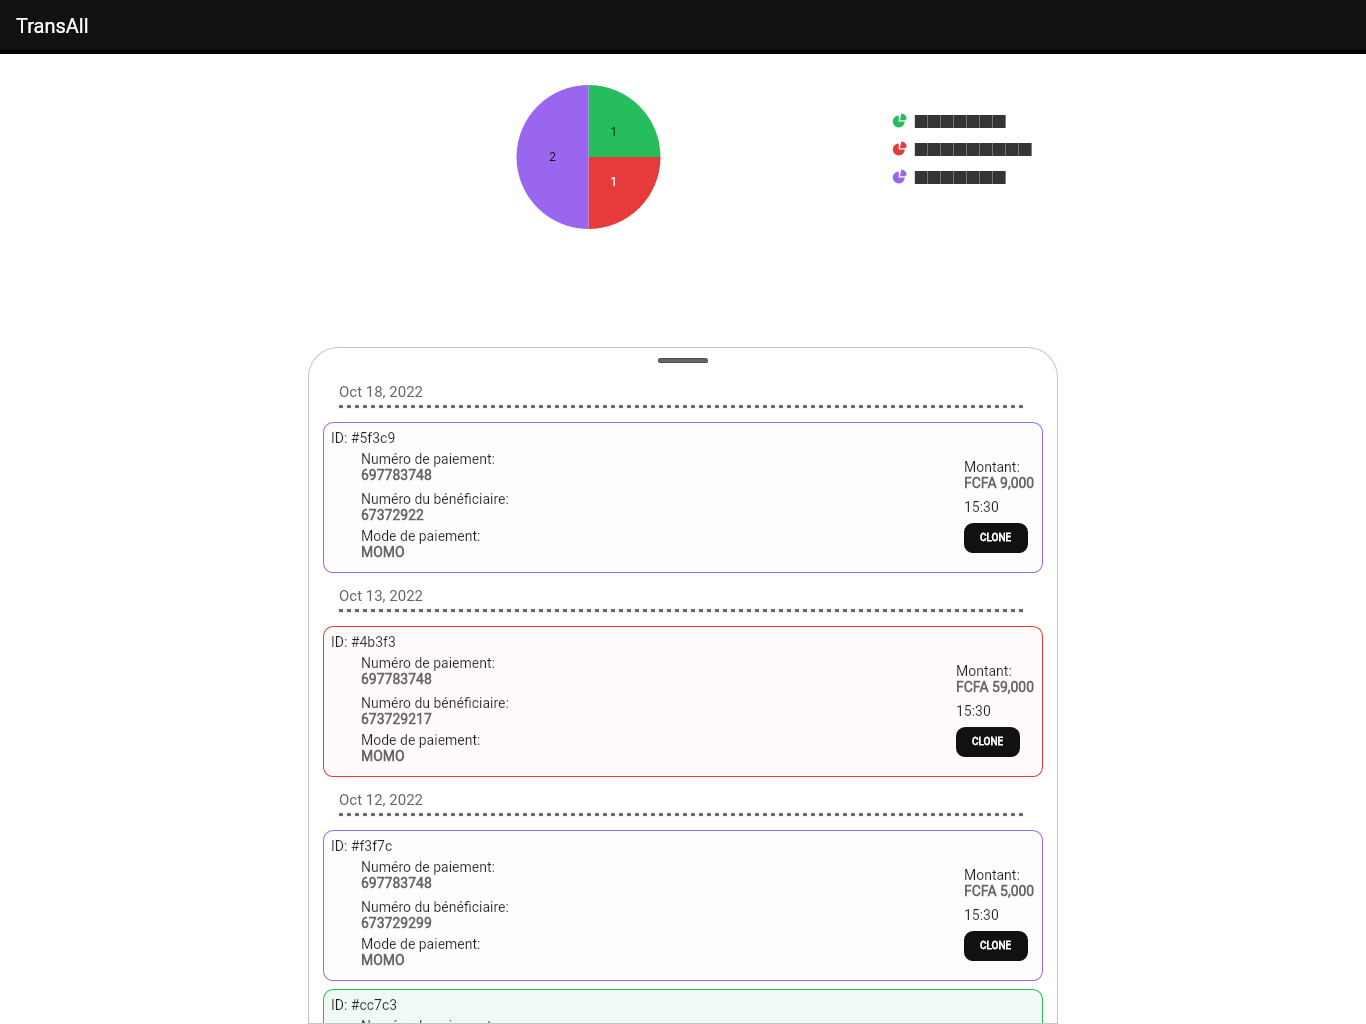 TransAll
1
2
1
Oct 18, 2022
ID: #5f3c9
Numéro de paiement:
697783748
Numéro du bénéficiaire:
67372922
Mode de paiement:
MOMO
Montant:
FCFA 9,000
15:30
CLONE
Oct 13, 2022
ID: #4b3f3
Numéro de paiement:
697783748
Numéro du bénéficiaire:
673729217
Mode de paiement:
MOMO
Montant:
FCFA 59,000
15:30
CLONE
Oct 12, 2022
ID: #f3f7c
Numéro de paiement:
697783748
Numéro du bénéficiaire:
673729299
Mode de paiement:
MOMO
Montant:
FCFA 5,000
15:30
CLONE
ID: #cc7c3